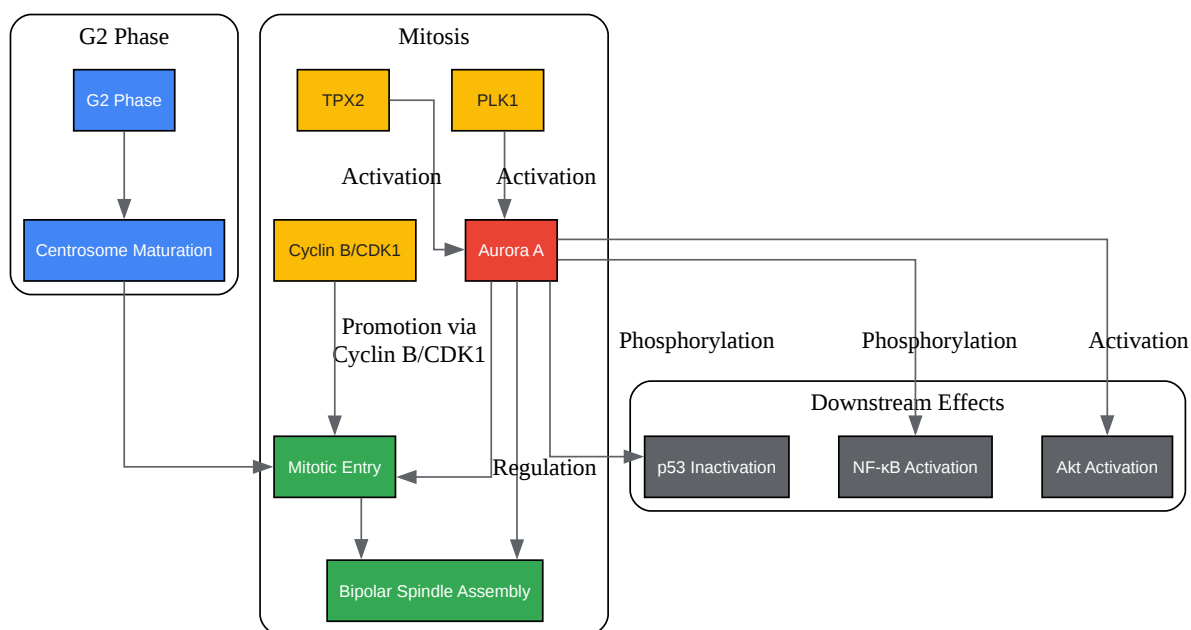 G2 Phase
Mitosis
G2 Phase
TPX2
PLK1
Activation
Activation
Centrosome Maturation
Cyclin B/CDK1
Aurora A
Promotion via
Cyclin B/CDK1
Phosphorylation
Phosphorylation
Activation
Downstream Effects
Mitotic Entry
Regulation
p53 Inactivation
NF-κB Activation
Akt Activation
Bipolar Spindle Assembly